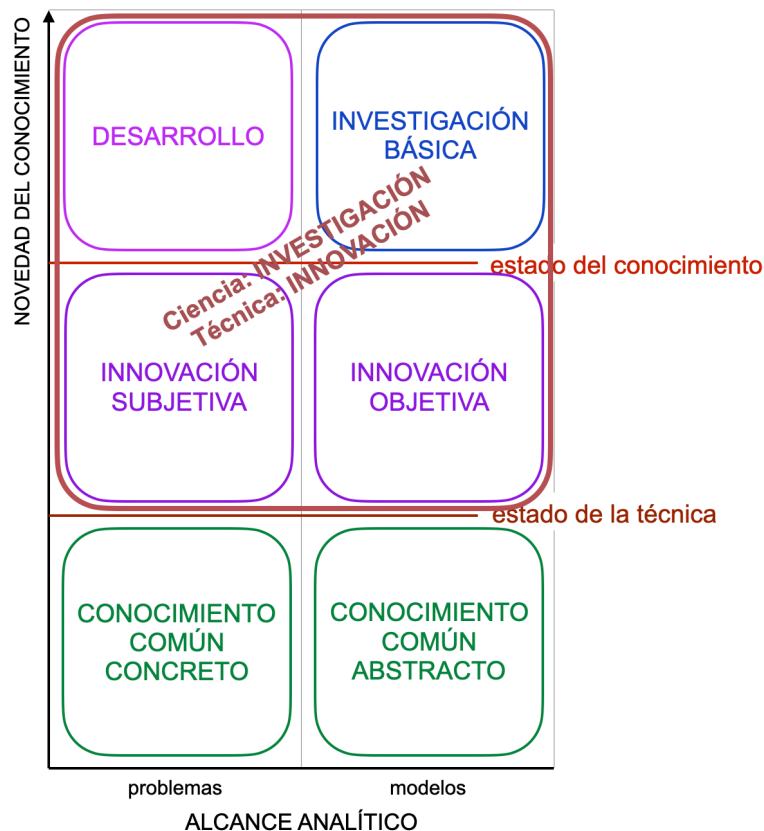 NOVEDAD DEL CONOCIMIENTO
DESARROLLO
INVESTIGACIÓN
BÁSICA
Ciencia: INVESTIGACIÓN
Técnica: INNOVACIÓN
estado del conocimiento
INNOVACIÓN
SUBJETIVA
INNOVACIÓN
OBJETIVA
estado de la técnica
CONOCIMIENTO
COMÚN
CONCRETO
CONOCIMIENTO
COMÚN
ABSTRACTO
problemas
modelos
ALCANCE ANALÍTICO